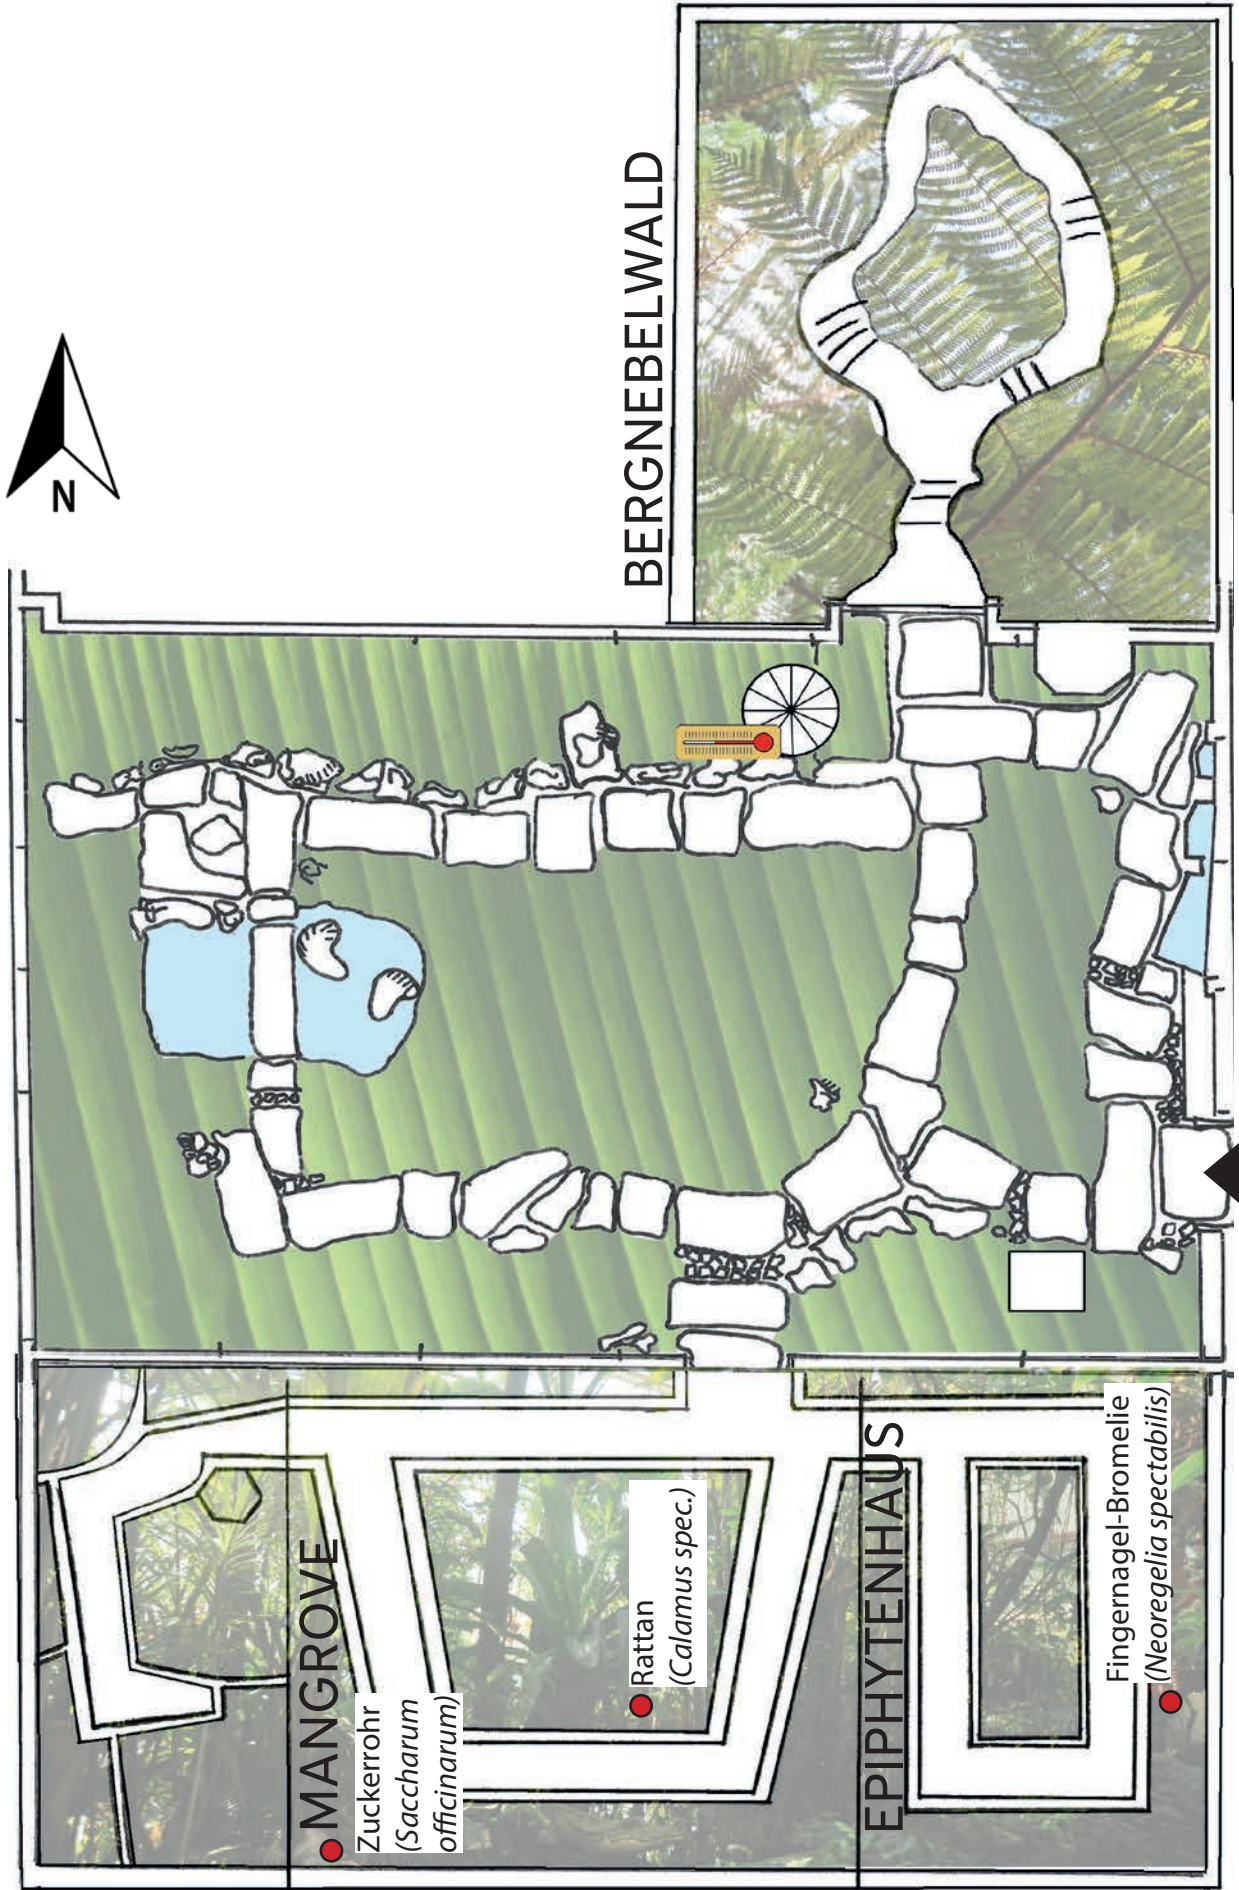 N
BERGNEBELWALD
MANGROVE
Zuckerrohr
(Saccharum
officinarum)
Rattan
(Calamus spec.)
EPIPHYTENHAUS
Fingernagel-Bromelie
(Neoregelia spectabilis)